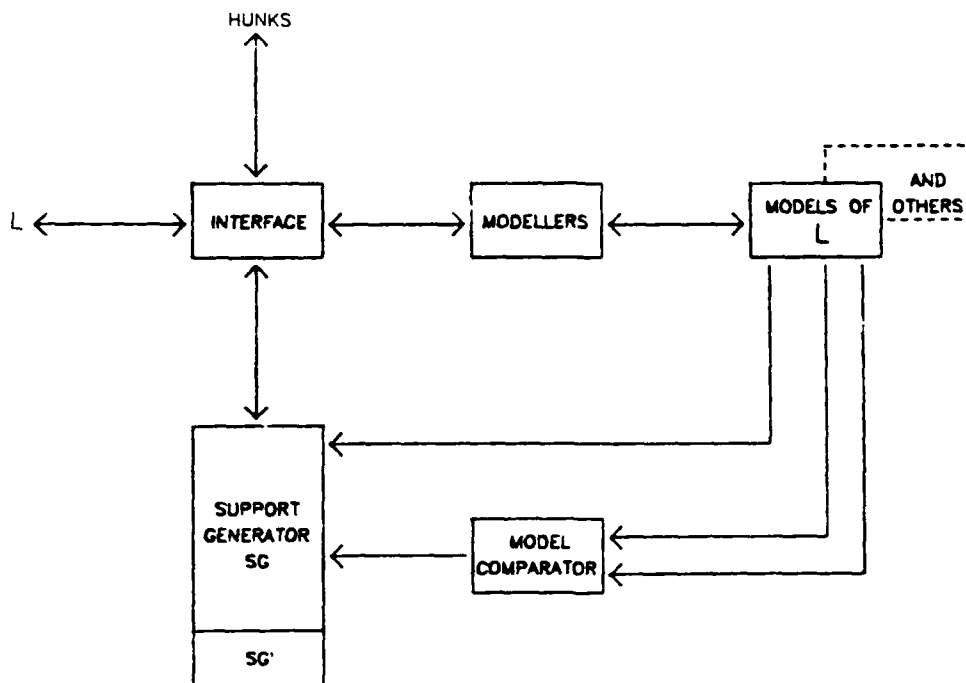 HUNKS
L
INTERFACE
MODELLERS
MODELS OF
L
AND
OTHERS
SUPPORT
GENERATOR
SG
MODEL
COMPARATOR
SG'